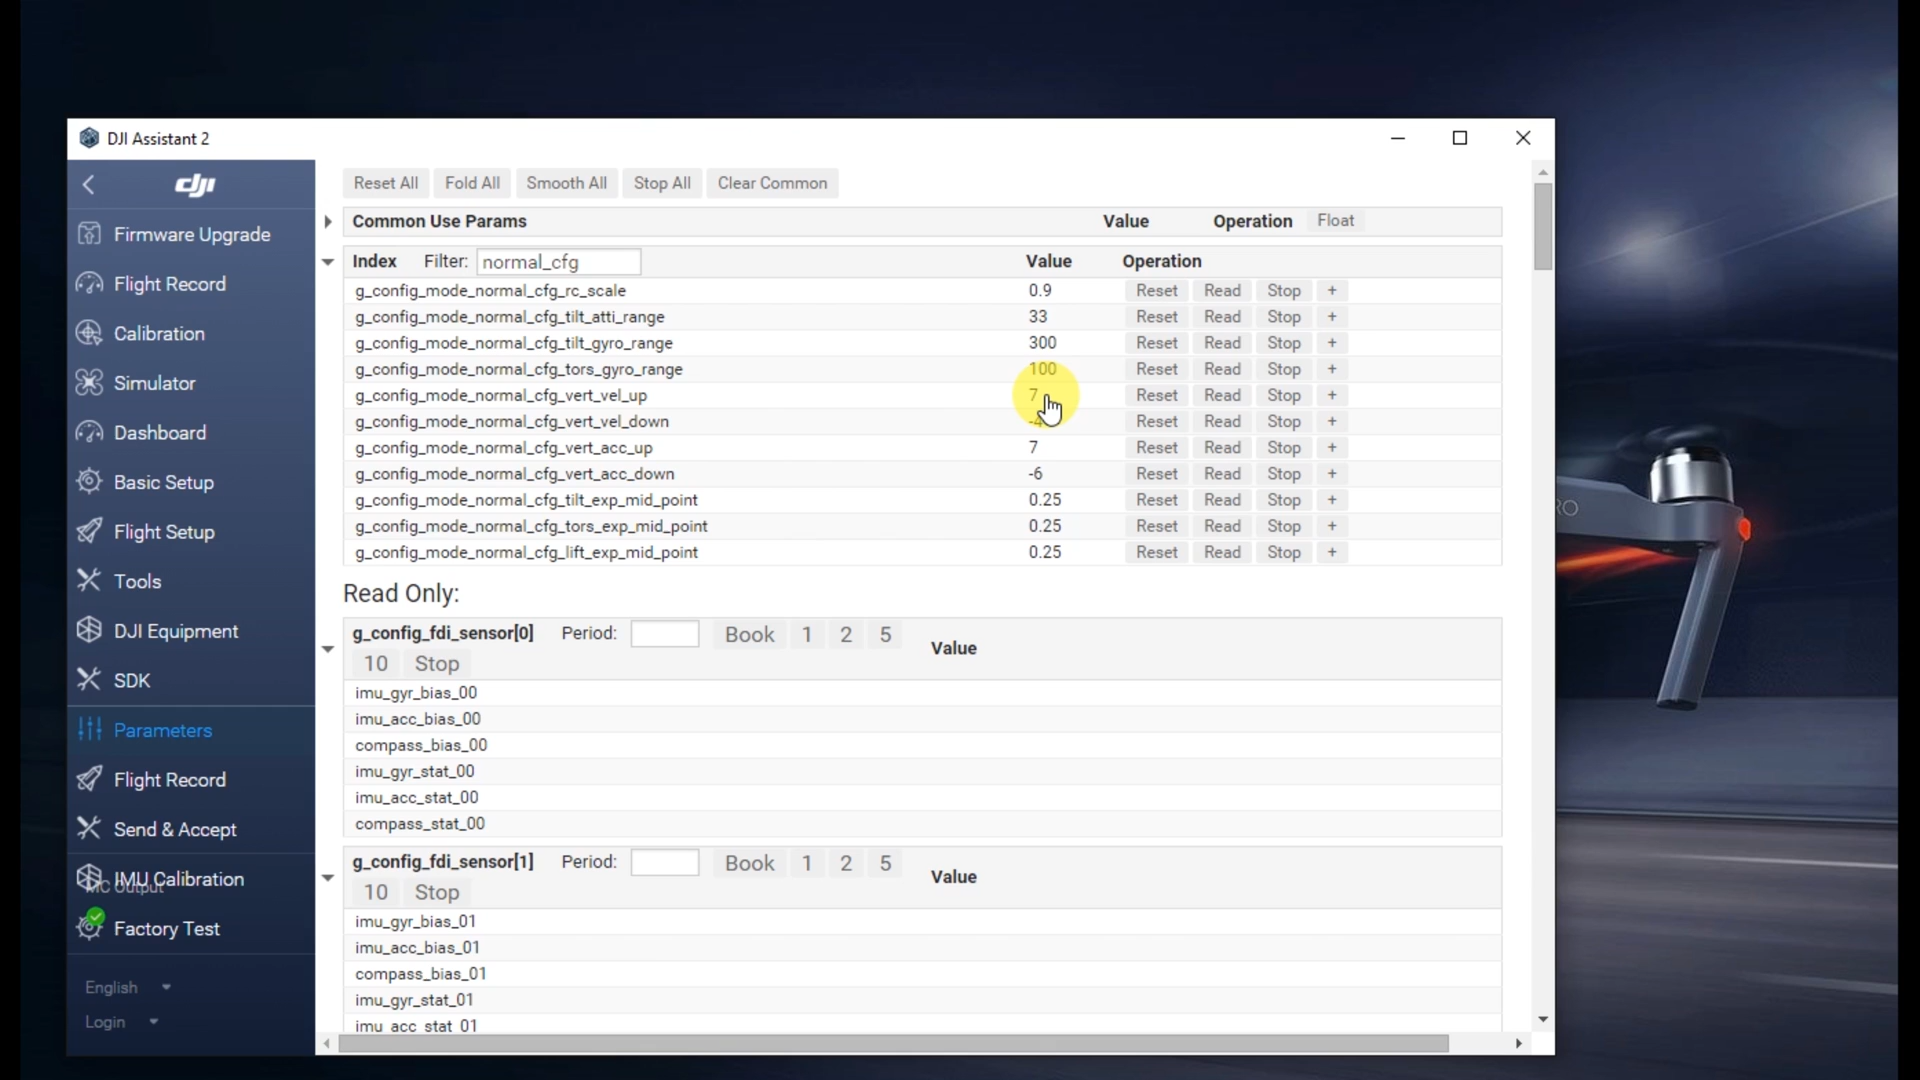 DJI Assistant 2
dji
Firmware Upgrade
Flight Record
Calibration
Simulator
Dashboard
Basic Setup
Flight Setup
Tools
DJI Equipment
SDK
Parameters
Flight Record
Send & Accept
IMU Calibration
MC Output
Factory Test
English
Login
Reset All Fold All Smooth All Stop All Clear Common
Common Use Params Value Operation Float
Index Filter: normal_cfg Value Operation
g_config_mode_normal_cfg_rc_scale 0.9 Reset Read Stop +
g_config_mode_normal_cfg_tilt_atti_range 33 Reset Read Stop +
g_config_mode_normal_cfg_tilt_gyro_range 300 Reset Read Stop +
g_config_mode_normal_cfg_tors_gyro_range 100 Reset Read Stop +
g_config_mode_normal_cfg_vert_vel_up 7 Reset Read Stop +
g_config_mode_normal_cfg_vert_vel_down -4 Reset Read Stop +
g_config_mode_normal_cfg_vert_acc_up 7 Reset Read Stop +
g_config_mode_normal_cfg_vert_acc_down -6 Reset Read Stop +
g_config_mode_normal_cfg_tilt_exp_mid_point 0.25 Reset Read Stop +
g_config_mode_normal_cfg_tors_exp_mid_point 0.25 Reset Read Stop +
g_config_mode_normal_cfg_lift_exp_mid_point 0.25 Reset Read Stop +
Read Only:
g_config_fdi_sensor[0] Period: Book 1 2 5 Value
10 Stop
imu_gyr_bias_00
imu_acc_bias_00
compass_bias_00
imu_gyr_stat_00
imu_acc_stat_00
compass_stat_00
g_config_fdi_sensor[1] Period: Book 1 2 5 Value
10 Stop
imu_gyr_bias_01
imu_acc_bias_01
compass_bias_01
imu_gyr_stat_01
imu_acc_stat_01
RO